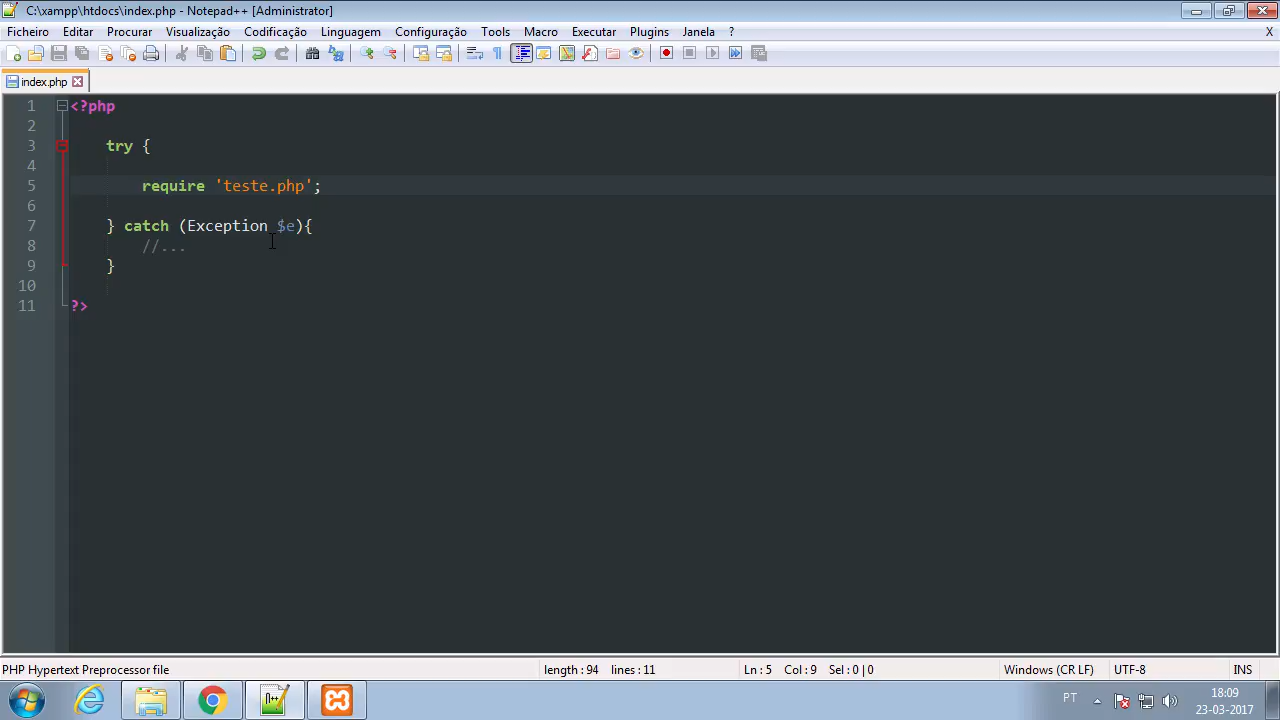 C:\xampp\htdocs\index.php - Notepad++ [Administrator]
Ficheiro Editar Procurar Visualização Codificação Linguagem Configuração Tools Macro Executar Plugins Janela ? X
index.php
1 <?php
2
3 try {
4
5 require 'teste.php';
6
7 } catch (Exception $e){
8 //...
9 }
10
11 ?>
PHP Hypertext Preprocessor file length : 94 lines : 11 Ln : 5 Col : 9 Sel : 0 | 0 Windows (CR LF) UTF-8 INS
PT 18:09
23-03-2017